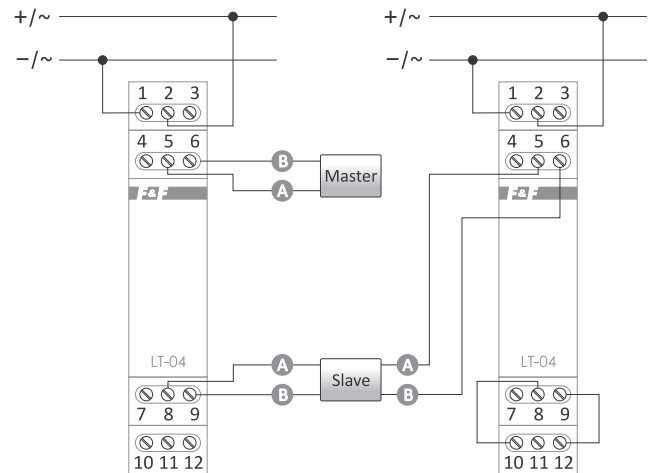 +/~ +/~
−/~ −/~
1 2 3 1 2 3
4 5 6 4 5 6
B Master
A
F&F F&F
LT-04 LT-04
A Slave A
B B
7 8 9 7 8 9
10 11 12 10 11 12